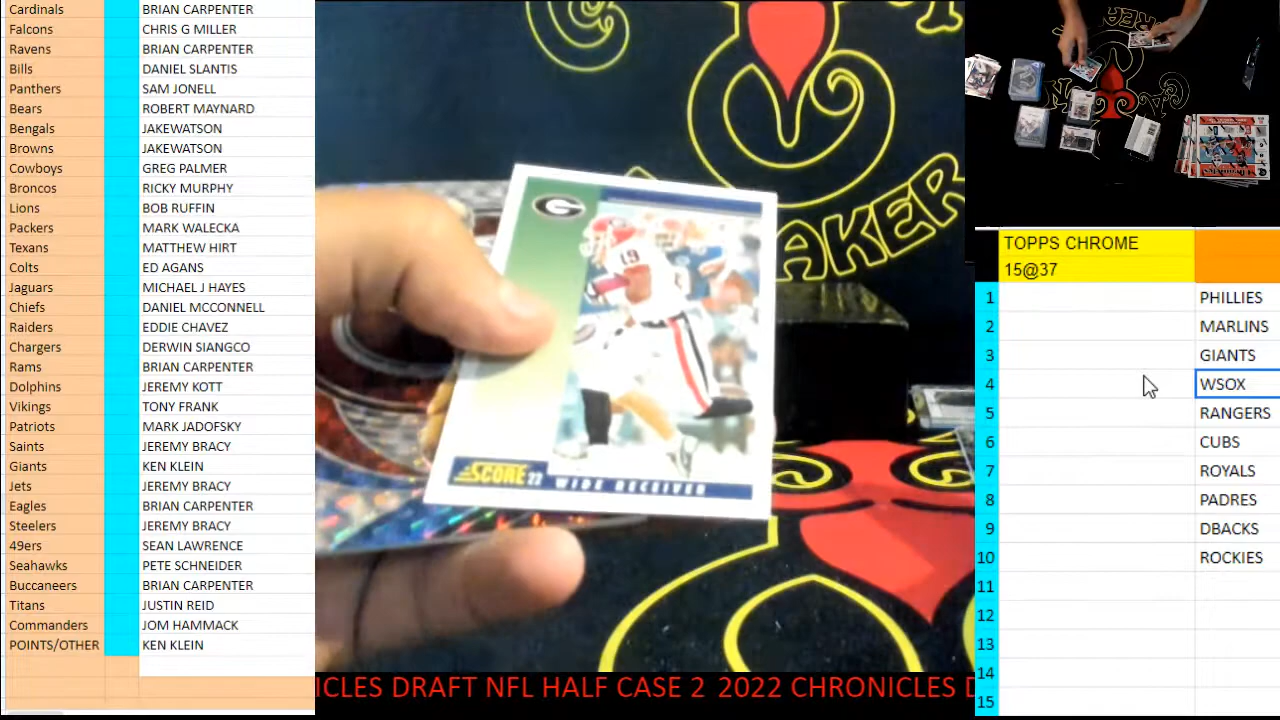 Cardinals BRIAN CARPENTER
Falcons CHRIS G MILLER
Ravens BRIAN CARPENTER
Bills DANIEL SLANTIS
Panthers SAM JONELL
Bears ROBERT MAYNARD
Bengals JAKEWATSON
Browns JAKEWATSON
Cowboys GREG PALMER
Broncos RICKY MURPHY
Lions BOB RUFFIN
Packers MARK WALECKA
Texans MATTHEW HIRT
Colts ED AGANS
Jaguars MICHAEL J HAYES
Chiefs DANIEL MCCONNELL
Raiders EDDIE CHAVEZ
Chargers DERWIN SIANGCO
Rams BRIAN CARPENTER
Dolphins JEREMY KOTT
Vikings TONY FRANK
Patriots MARK JADOFSKY
Saints JEREMY BRACY
Giants KEN KLEIN
Jets JEREMY BRACY
Eagles BRIAN CARPENTER
Steelers JEREMY BRACY
49ers SEAN LAWRENCE
Seahawks PETE SCHNEIDER
Buccaneers BRIAN CARPENTER
Titans JUSTIN REID
Commanders JOM HAMMACK
POINTS/OTHER KEN KLEIN
AKER
G
19
SCORE 22 WIDE RECEIVER
ICLES DRAFT NFL HALF CASE 2 2022 CHRONICLES D
TOPPS CHROME
15@37
1 PHILLIES
2 MARLINS
3 GIANTS
4 WSOX
5 RANGERS
6 CUBS
7 ROYALS
8 PADRES
9 DBACKS
10 ROCKIES
11
12
13
14
15